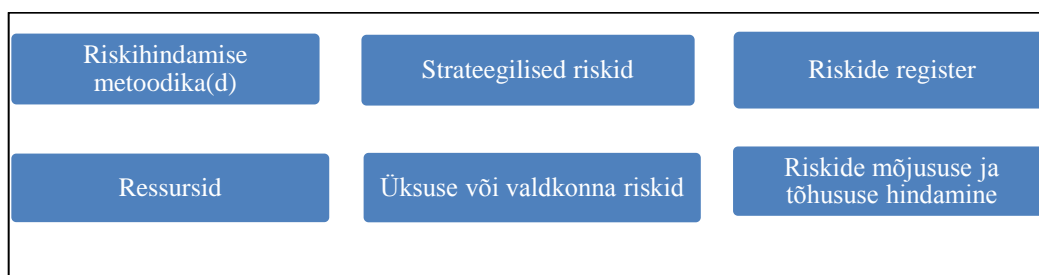 Riskihindamise
metoodika(d)
Strateegilised riskid
Riskide register
Ressursid
Üksuse või valdkonna riskid
Riskide mõjususe ja
tõhususe hindamine